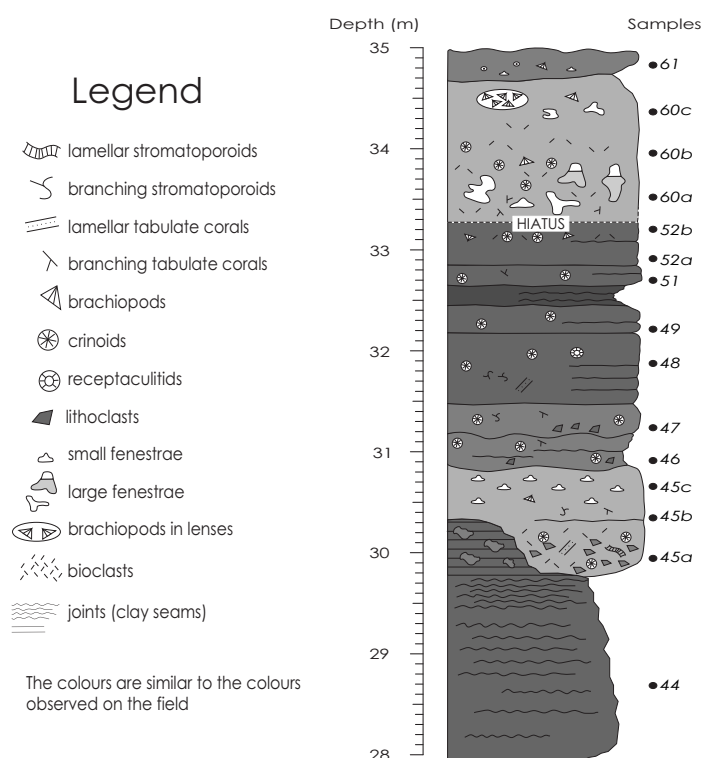 Depth (m)
Samples
Legend
lamellar stromatoporoids
branching stromatoporoids
lamellar tabulate corals
branching tabulate corals
brachiopods
crinoids
receptaculitids
lithoclasts
small fenestrae
large fenestrae
brachiopods in lenses
bioclasts
joints (clay seams)
The colours are similar to the colours
observed on the field
35
34
33
32
31
30
29
28
HIATUS
61
60c
60b
60a
52b
52a
51
49
48
47
46
45c
45b
45a
44